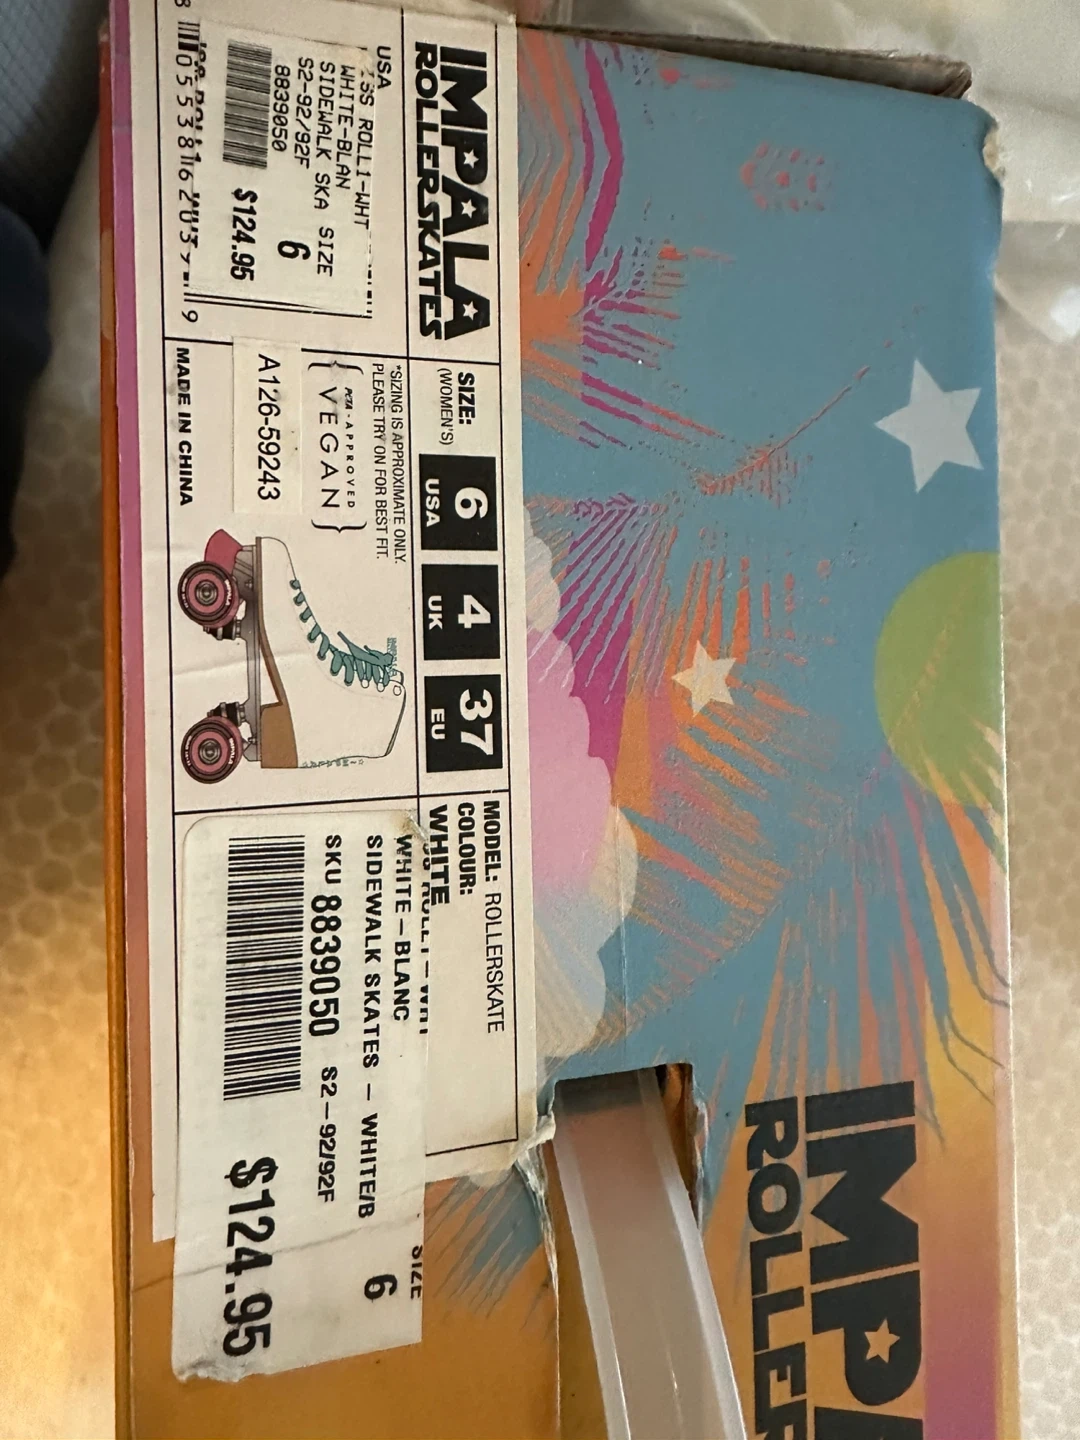 IMPALA
ROLLERSKATES
USA
ROLL1-WHT
WHITE-BLAN
SIDEWALK SKA SIZE
S2-92/92F 6
8839050
$124.95
SIZE:
(WOMEN'S)
6 USA
4 UK
37 EU
*SIZING IS APPROXIMATE ONLY.
PLEASE TRY ON FOR BEST FIT.
PETA-APPROVED
VEGAN
A126-59243
MADE IN CHINA
MODEL: ROLLERSKATE
COLOUR:
WHITE
WHITE-BLANC
SIDEWALK SKATES - WHITE/B
SIZE
6
SKU 8839050 S2-92/92F
$124.95
ROLLER